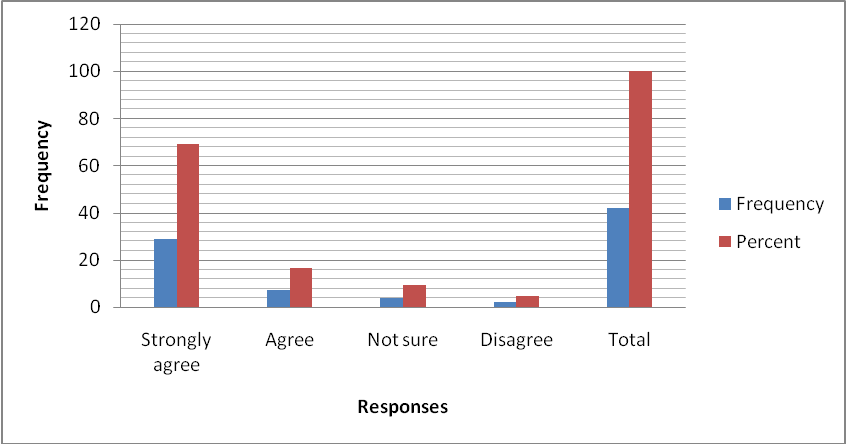 120
100
80
60
40
20
0
Frequency
Strongly agree
Agree
Not sure
Disagree
Total
Responses
Frequency
Percent